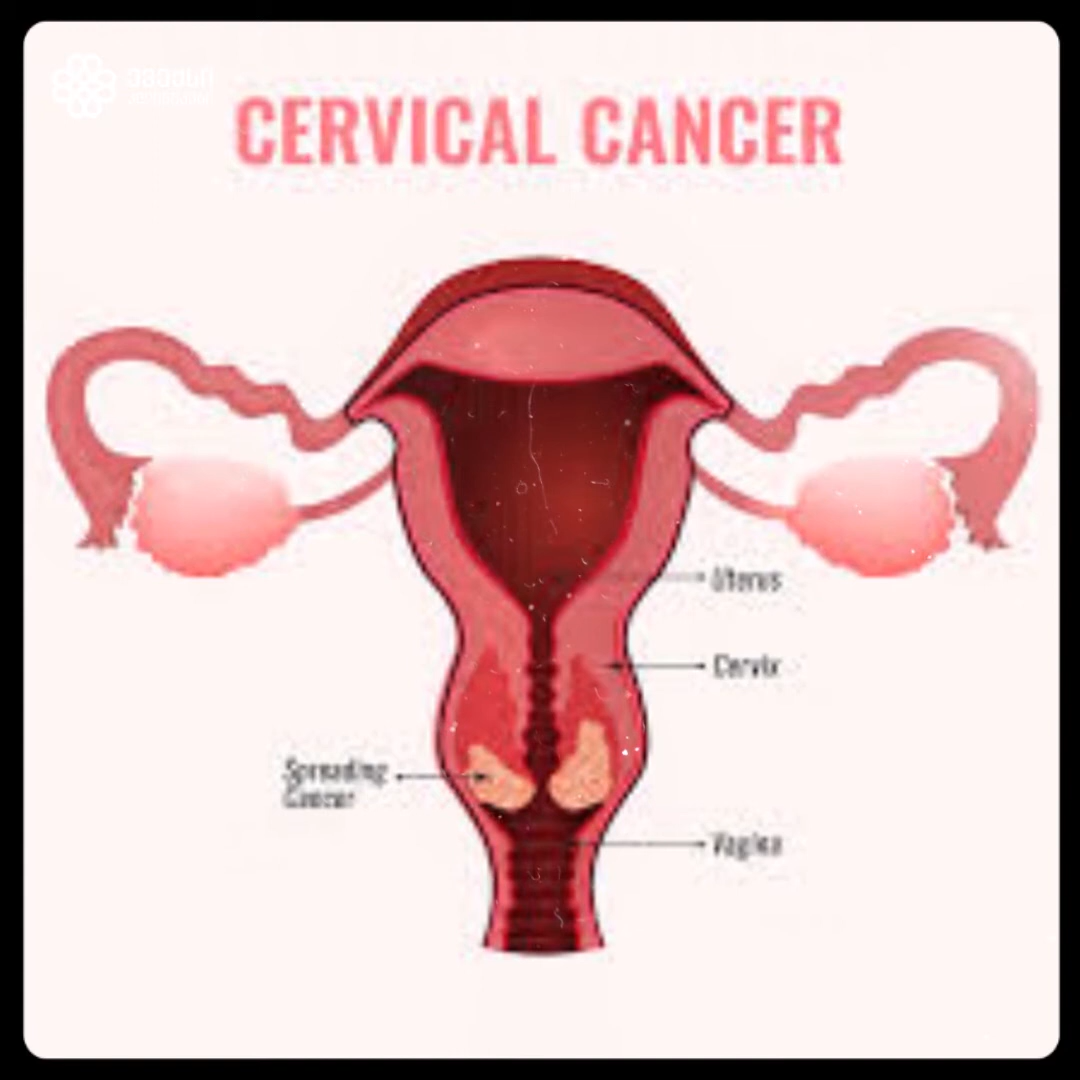 CERVICAL CANCER
Uterus
Cervix
Spreading
Cancer
Vagina